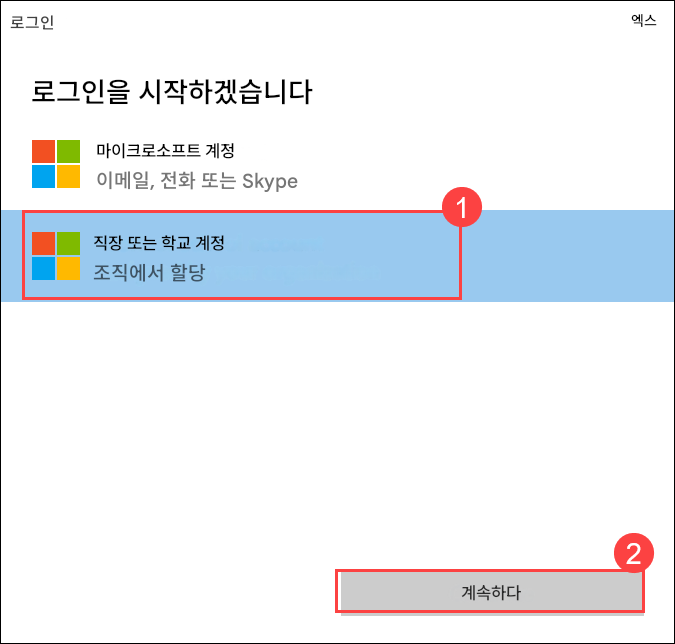 로그인
엑스
로그인을 시작하겠습니다
마이크로소프트 계정
이메일, 전화 또는 Skype
1
직장 또는 학교 계정
조직에서 할당
2
계속하다